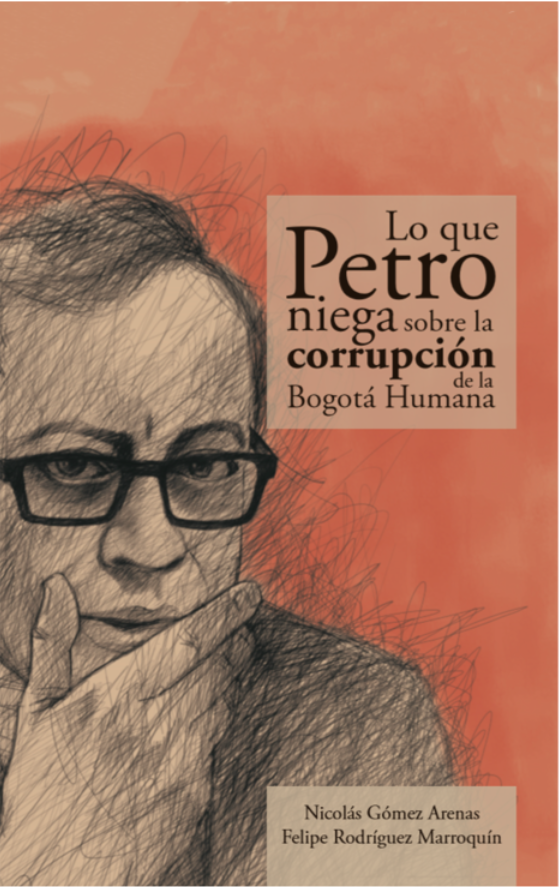 Lo que
Petro
niega sobre la
corrupción
de la
Bogotá Humana
Nicolás Gómez Arenas
Felipe Rodríguez Marroquín